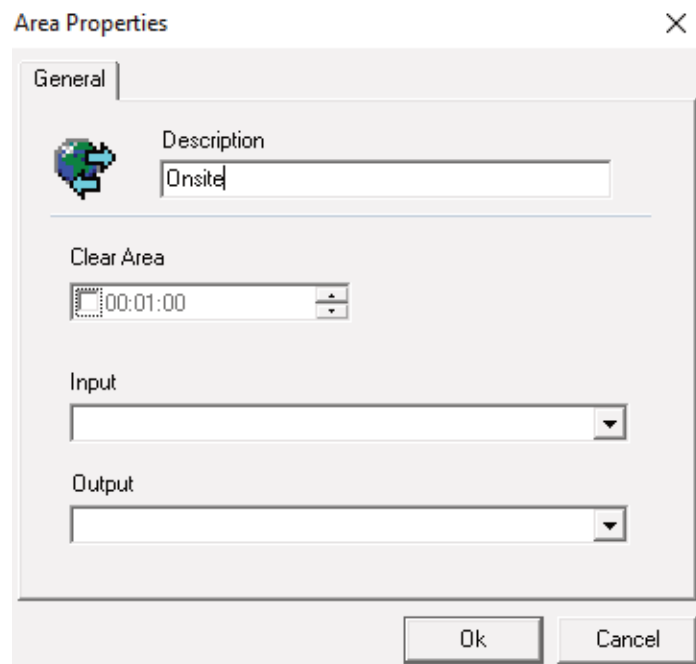 Area Properties
General
Description
Onsite
Clear Area
00:01:00
Input
Output
Ok Cancel